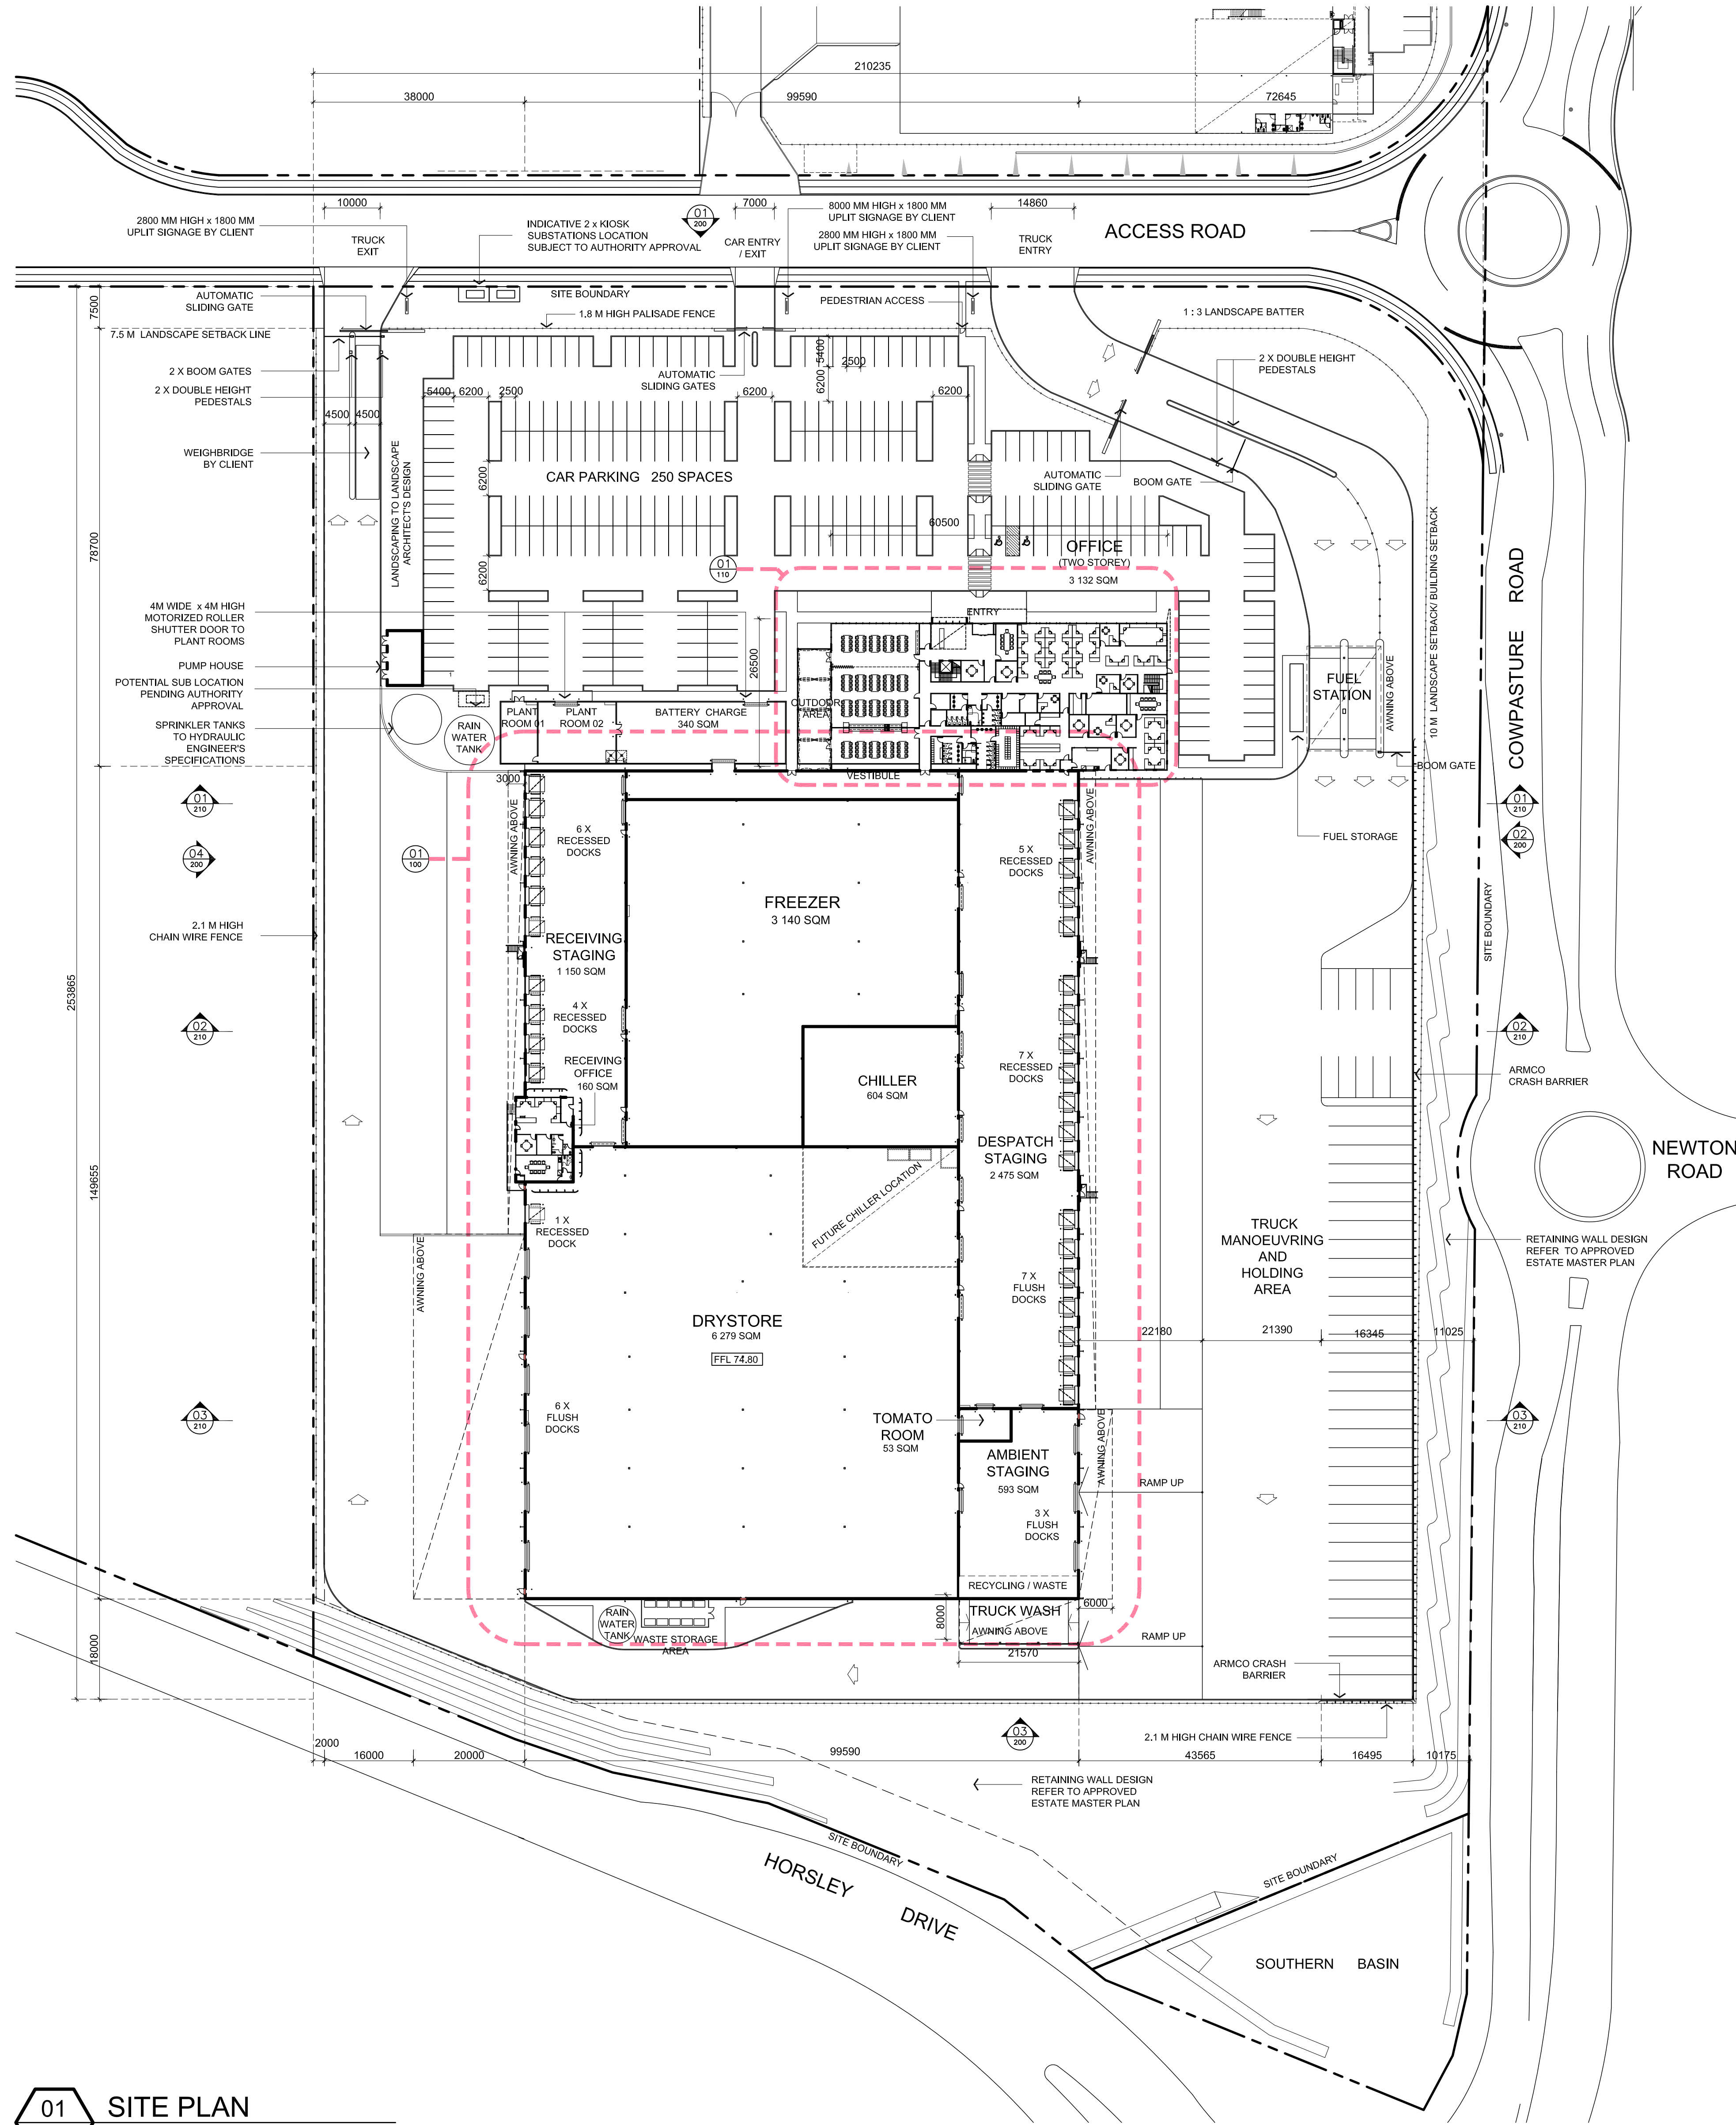 210235
38000
99590
72645
10000
7000
14860
2800 MM HIGH x 1800 MM
UPLIT SIGNAGE BY CLIENT
TRUCK
EXIT
INDICATIVE 2 x KIOSK
SUBSTATIONS LOCATION
SUBJECT TO AUTHORITY APPROVAL
01
200
CAR ENTRY
/ EXIT
8000 MM HIGH x 1800 MM
UPLIT SIGNAGE BY CLIENT
2800 MM HIGH x 1800 MM
UPLIT SIGNAGE BY CLIENT
TRUCK
ENTRY
ACCESS ROAD
7500
AUTOMATIC
SLIDING GATE
SITE BOUNDARY
1.8 M HIGH PALISADE FENCE
PEDESTRIAN ACCESS
1 : 3 LANDSCAPE BATTER
7.5 M LANDSCAPE SETBACK LINE
2 X BOOM GATES
2 X DOUBLE HEIGHT
PEDESTALS
4500
4500
WEIGHBRIDGE
BY CLIENT
AUTOMATIC
SLIDING GATES
5400
2500
6200
5400
6200
2500
6200
6200
2 X DOUBLE HEIGHT
PEDESTALS
LANDSCAPING TO LANDSCAPE
ARCHITECT'S DESIGN
6200
CAR PARKING 250 SPACES
AUTOMATIC
SLIDING GATE
BOOM GATE
78700
60500
6200
01
110
OFFICE
(TWO STOREY)
3 132 SQM
10 M LANDSCAPE SETBACK/ BUILDING SETBACK
COWPASTURE ROAD
4M WIDE x 4M HIGH
MOTORIZED ROLLER
SHUTTER DOOR TO
PLANT ROOMS
PUMP HOUSE
POTENTIAL SUB LOCATION
PENDING AUTHORITY
APPROVAL
SPRINKLER TANKS
TO HYDRAULIC
ENGINEER'S
SPECIFICATIONS
ENTRY
26500
OUTDOOR
AREA
RAIN
WATER
TANK
PLANT
ROOM 01
PLANT
ROOM 02
BATTERY CHARGE
340 SQM
VESTIBULE
FUEL
STATION
AWNING ABOVE
BOOM GATE
FUEL STORAGE
3000
01
210
04
200
01
100
AWNING ABOVE
6 X
RECESSED
DOCKS
FREEZER
3 140 SQM
5 X
RECESSED
DOCKS
AWNING ABOVE
01
210
02
200
2.1 M HIGH
CHAIN WIRE FENCE
RECEIVING
STAGING
1 150 SQM
SITE BOUNDARY
253865
02
210
4 X
RECESSED
DOCKS
RECEIVING
OFFICE
160 SQM
CHILLER
604 SQM
7 X
RECESSED
DOCKS
02
210
ARMCO
CRASH BARRIER
DESPATCH
STAGING
2 475 SQM
NEWTON
ROAD
149655
1 X
RECESSED
DOCK
FUTURE CHILLER LOCATION
TRUCK
MANOEUVRING
AND
HOLDING
AREA
RETAINING WALL DESIGN
REFER TO APPROVED
ESTATE MASTER PLAN
AWNING ABOVE
7 X
FLUSH
DOCKS
DRYSTORE
6 279 SQM
FFL 74.80
22180
21390
16345
11025
03
210
6 X
FLUSH
DOCKS
TOMATO
ROOM
53 SQM
AMBIENT
STAGING
593 SQM
AWNING ABOVE
03
210
RAMP UP
3 X
FLUSH
DOCKS
RECYCLING / WASTE
18000
RAIN
WATER
TANK
WASTE STORAGE
AREA
8000
TRUCK WASH
AWNING ABOVE
6000
RAMP UP
21570
ARMCO CRASH
BARRIER
03
200
2.1 M HIGH CHAIN WIRE FENCE
2000
16000
20000
99590
43565
16495
10175
RETAINING WALL DESIGN
REFER TO APPROVED
ESTATE MASTER PLAN
SITE BOUNDARY
HORSLEY DRIVE
SITE BOUNDARY
SOUTHERN BASIN
01 SITE PLAN